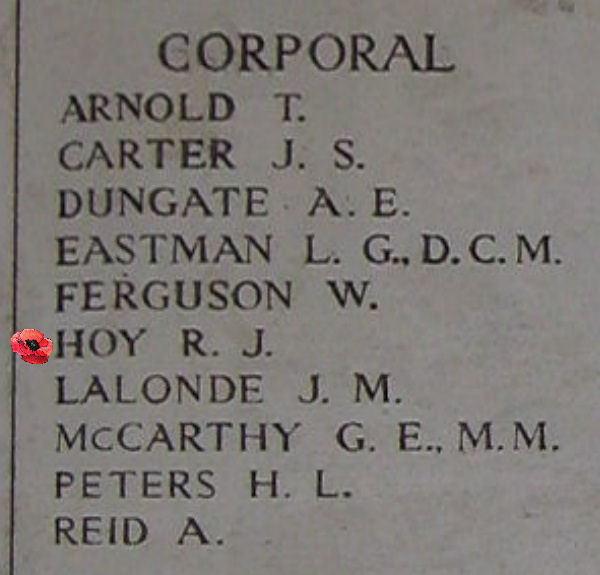 CORPORAL
ARNOLD T.
CARTER J. S.
DUNGATE A. E.
EASTMAN L. G., D.C.M.
FERGUSON W.
HOY R. J.
LALONDE J. M.
McCARTHY G. E., M.M.
PETERS H. L.
REID A.